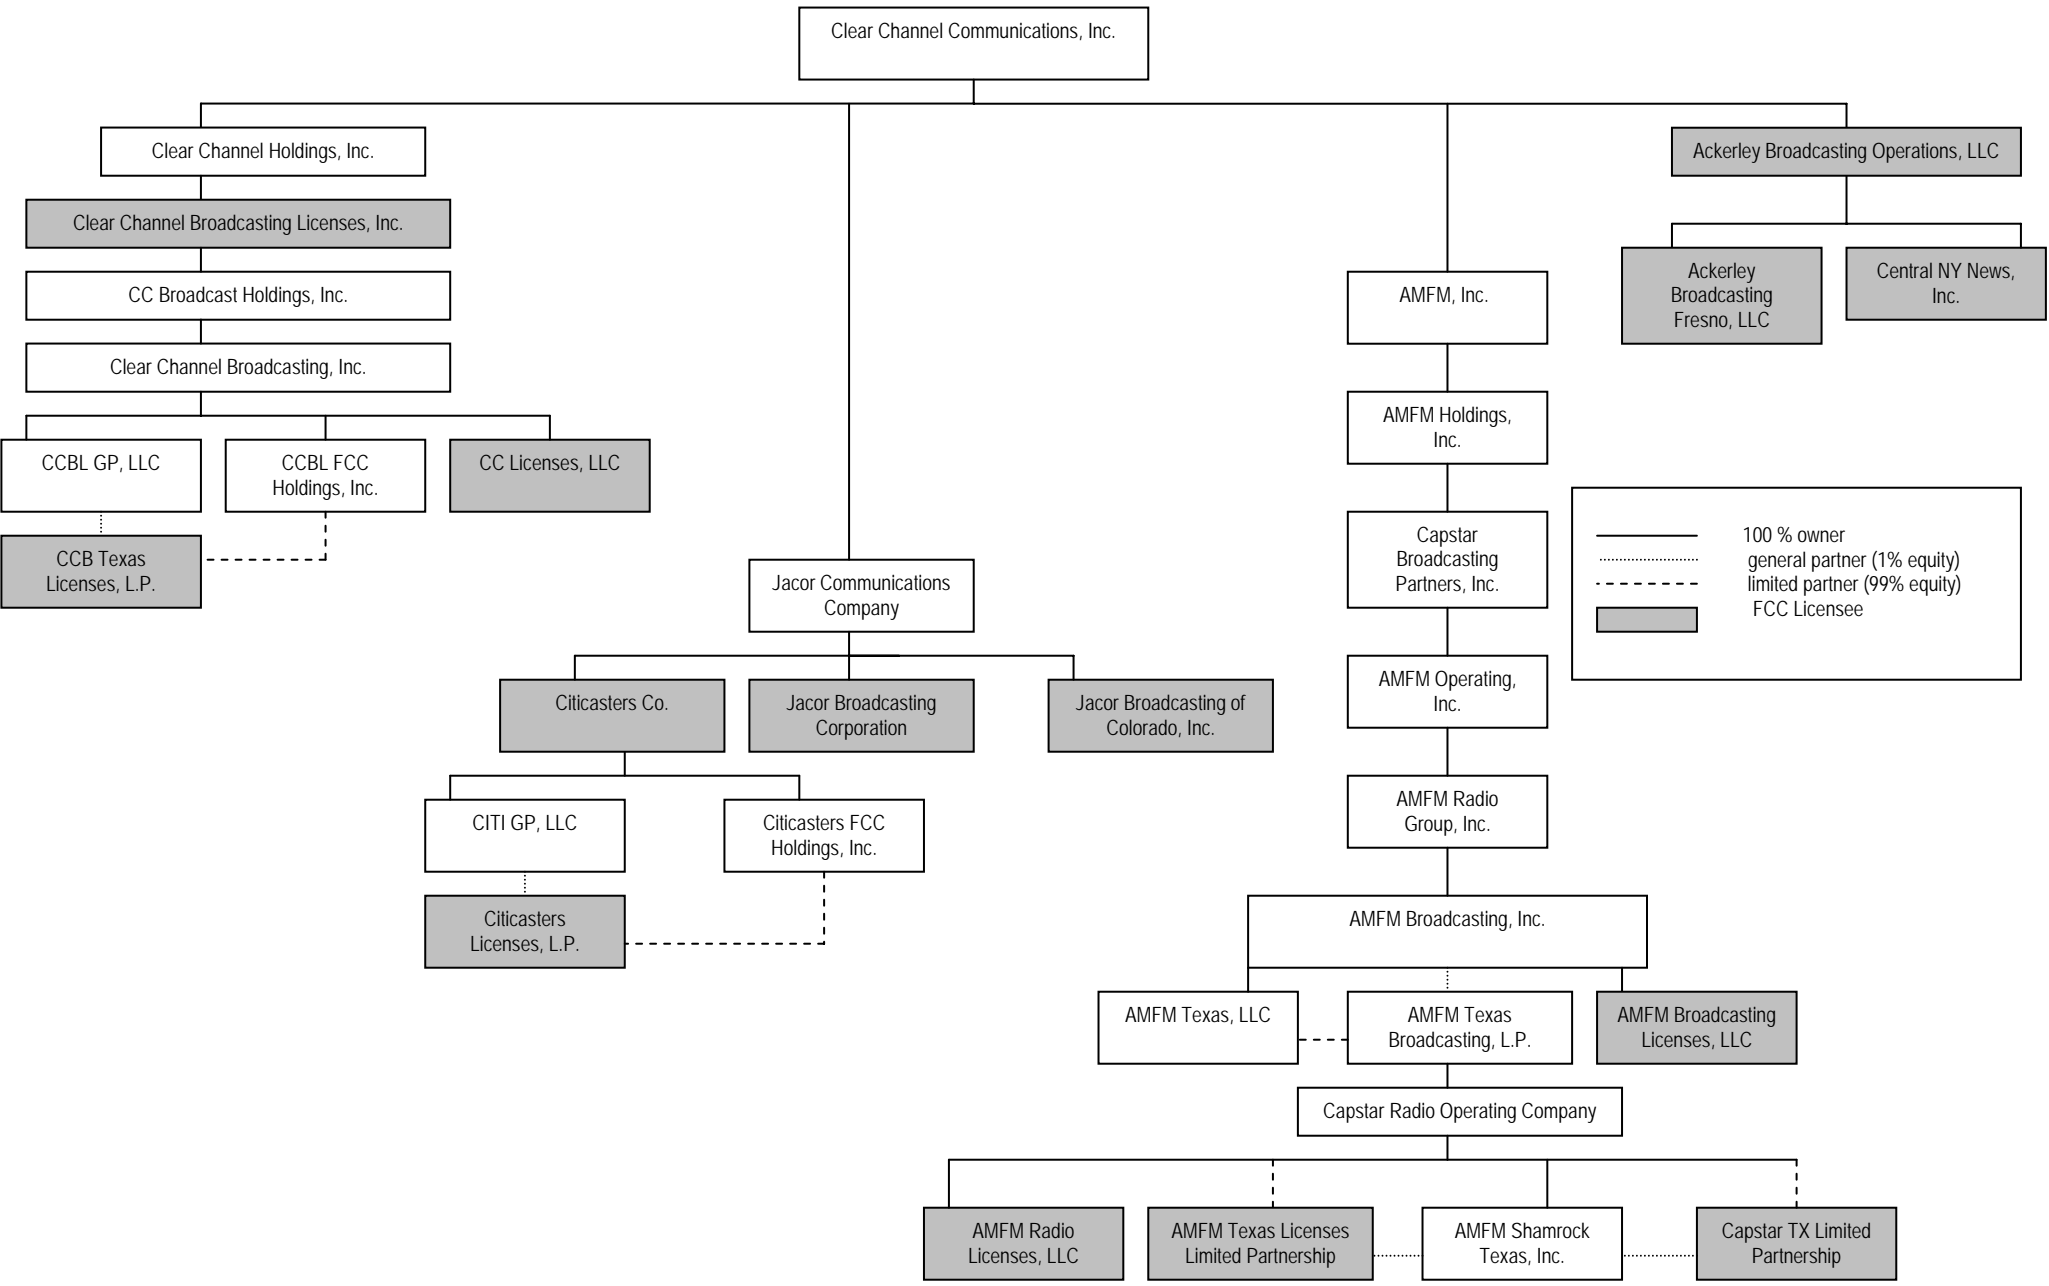 Clear Channel Communications, Inc.
Clear Channel Holdings, Inc.
Ackerley Broadcasting Operations, LLC
Clear Channel Broadcasting Licenses, Inc.
CC Broadcast Holdings, Inc.
AMFM, Inc.
Ackerley
Broadcasting
Fresno, LLC
Central NY News,
Inc.
Clear Channel Broadcasting, Inc.
AMFM Holdings,
Inc.
CCBL GP, LLC
CCBL FCC
Holdings, Inc.
CC Licenses, LLC
Capstar
Broadcasting
Partners, Inc.
100 % owner
general partner (1% equity)
limited partner (99% equity)
FCC Licensee
CCB Texas
Licenses, L.P.
Jacor Communications
Company
AMFM Operating,
Inc.
Citicasters Co.
Jacor Broadcasting
Corporation
Jacor Broadcasting of
Colorado, Inc.
AMFM Radio
Group, Inc.
CITI GP, LLC
Citicasters FCC
Holdings, Inc.
Citicasters
Licenses, L.P.
AMFM Broadcasting, Inc.
AMFM Texas, LLC
AMFM Texas
Broadcasting, L.P.
AMFM Broadcasting
Licenses, LLC
Capstar Radio Operating Company
AMFM Radio
Licenses, LLC
AMFM Texas Licenses
Limited Partnership
AMFM Shamrock
Texas, Inc.
Capstar TX Limited
Partnership